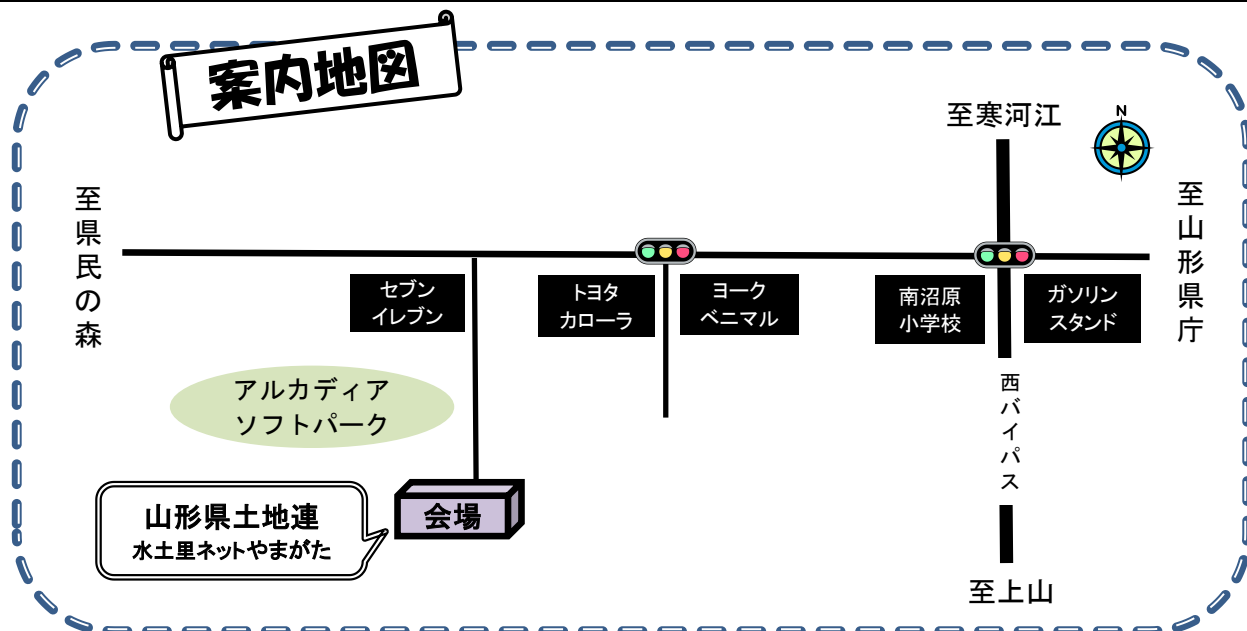 案内地図
至寒河江
N
至県民の森
至山形県庁
セブン
イレブン
トヨタ
カローラ
ヨーク
ベニマル
南沼原
小学校
ガソリン
スタンド
アルカディア
ソフトパーク
西バイパス
山形県土地連
水土里ネットやまがた
会場
至上山